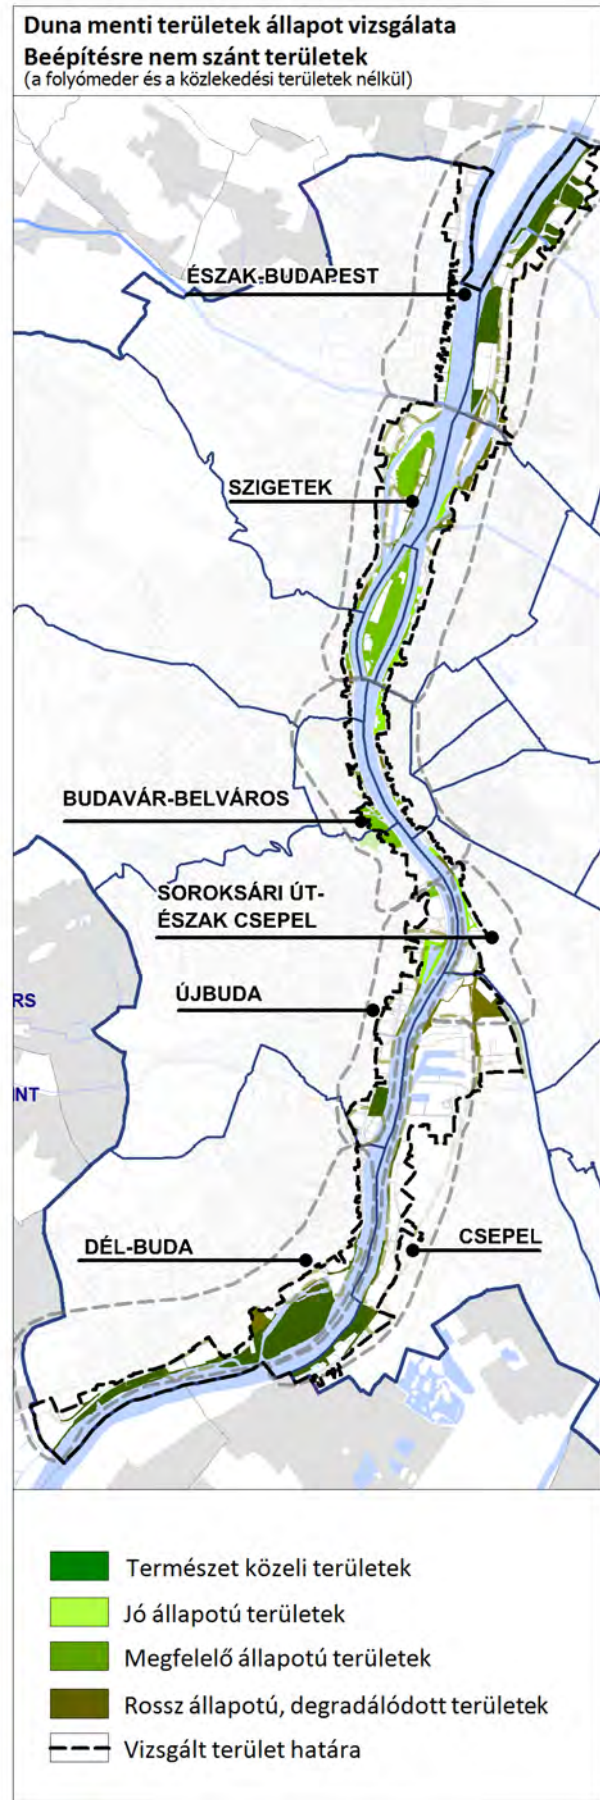 Duna menti területek állapot vizsgálata
Beépítésre nem szánt területek
(a folyómeder és a közlekedési területek nélkül)
ÉSZAK-BUDAPEST
SZIGETEK
BUDAVÁR-BELVÁROS
SOROKSÁRI ÚT-
ÉSZAK CSEPEL
RS
ÚJBUDA
INT
DÉL-BUDA
CSEPEL
Természet közeli területek
Jó állapotú területek
Megfelelő állapotú területek
Rossz állapotú, degradálódott területek
Vizsgált terület határa